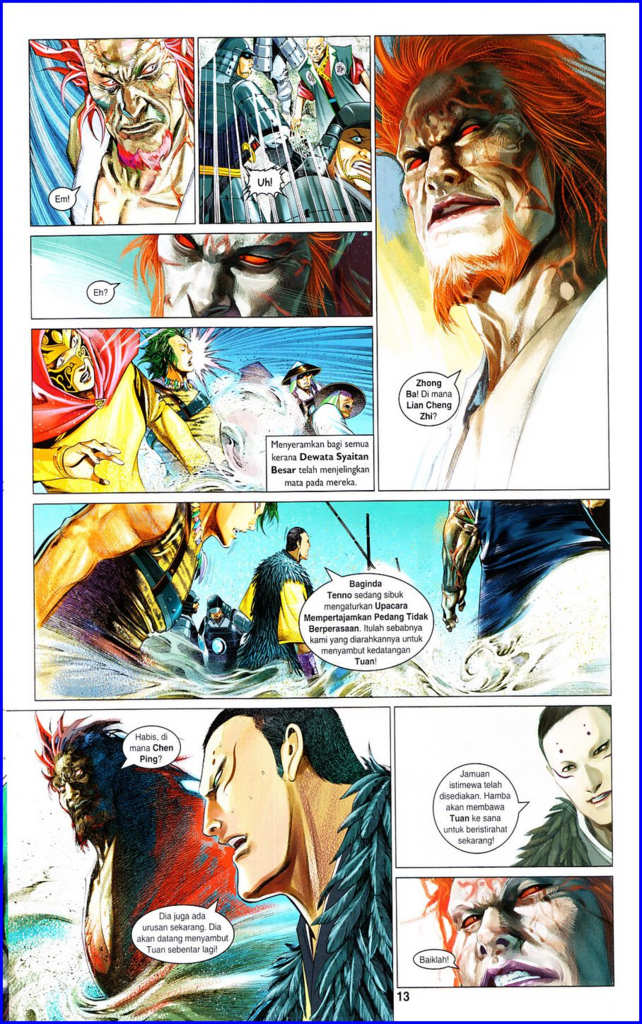 Em!
Uh!
Eh?
Zhong
Ba! Di mana
Lian Cheng
Zhi?
Menyeramkan bagi semua
kerana Dewata Syaitan
Besar telah menjelingkan
mata pada mereka.
Baginda
Tenno sedang sibuk
mengaturkan Upacara
Mempertajamkan Pedang Tidak
Berperasaan. Itulah sebabnya
kami yang diarahkannya untuk
menyambut kedatangan
Tuan!
Habis, di
mana Chen
Ping?
Dia juga ada
urusan sekarang. Dia
akan datang menyambut
Tuan sebentar lagi!
Jamuan
istimewa telah
disediakan. Hamba
akan membawa
Tuan ke sana
untuk beristirahat
sekarang!
Baiklah!
13